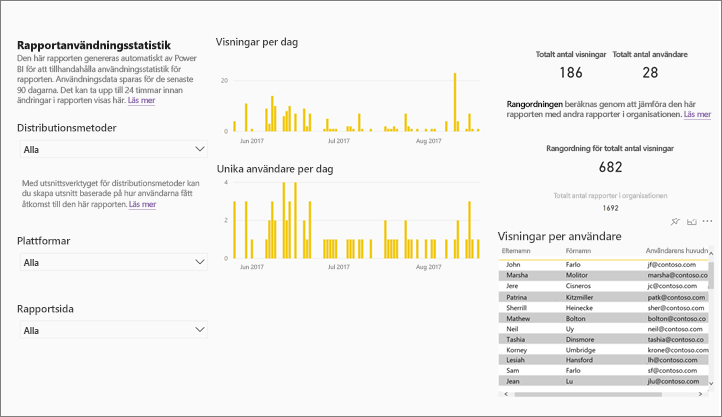 Rapportanvändningsstatistik
Den här rapporten genereras automatiskt av Power
BI för att tillhandahålla användningsstatistik för
rapporten. Användningsdata sparas för de senaste
90 dagarna. Det kan ta upp till 24 timmar innan
ändringar i rapporten visas här. Läs mer
Distributionsmetoder
Alla
Med utsnittsverktyget för distributionsmetoder kan
du skapa utsnitt baserade på hur användarna fått
åtkomst till den här rapporten. Läs mer
Plattformar
Alla
Rapportsida
Alla
Visningar per dag
20
0
Jun 2017 Jul 2017 Aug 2017
Unika användare per dag
4
2
0
Jun 2017 Jul 2017 Aug 2017
Totalt antal visningar Totalt antal användare
186 28
Rangordningen beräknas genom att jämföra den här
rapporten med andra rapporter i organisationen. Läs mer
Rangordning för totalt antal visningar
682
Totalt antal rapporter i organisationen
1692
Visningar per användare
Efternamn Förnamn Användarens huvudn
John Farlo jf@contoso.com
Marsha Molitor marsha@contoso.com
Jere Cisneros jc@contoso.com
Patrina Kitzmiller patk@contoso.com
Sherrill Heinecke sher@contoso.com
Mathew Bolton bolton@contoso.co
Neil Uy neil@contoso.com
Tashia Dinsmore tashia@contoso.co
Korney Umbridge krone@contoso.com
Lesiah Hansford lh@contoso.com
Sam Farlo sf@contoso.com
Jean Lu jlu@contoso.com